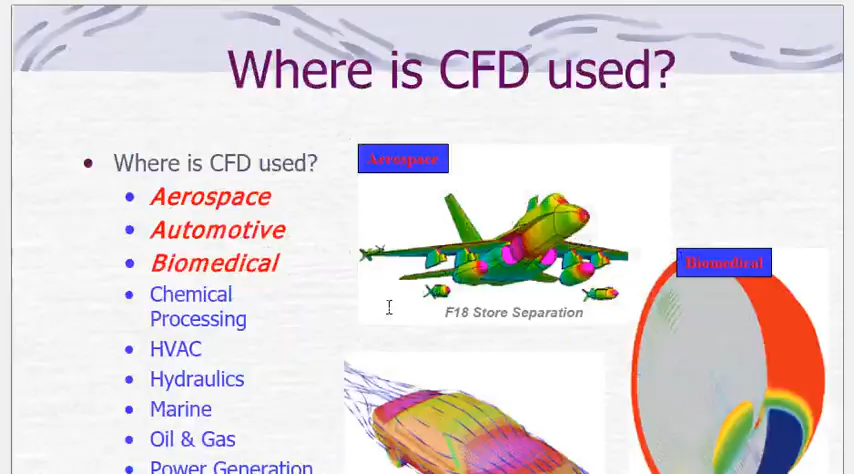 Where is CFD used?
Where is CFD used?
Aerospace
Automotive
Biomedical
Chemical
Processing
HVAC
Hydraulics
Marine
Oil & Gas
Power Generation
Aerospace
F18 Store Separation
Biomedical